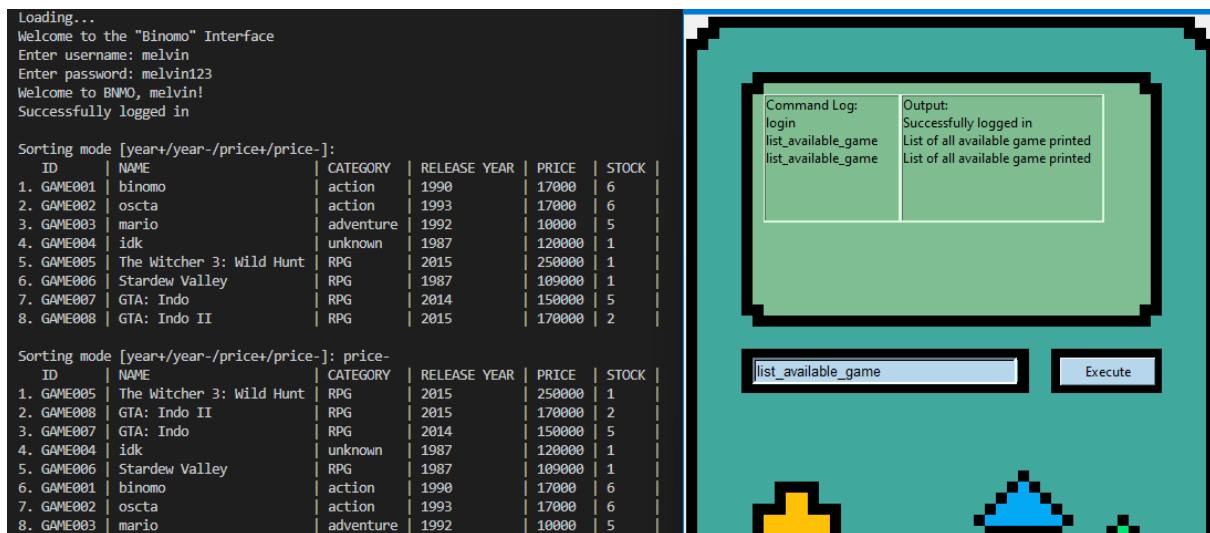 Loading...
Welcome to the "Binomo" Interface
Enter username: melvin
Enter password: melvin123
Welcome to BNMO, melvin!
Successfully logged in
Sorting mode [year+/year-/price+/price-]:
ID | NAME | CATEGORY | RELEASE YEAR | PRICE | STOCK |
1. GAME001 | binomo | action | 1990 | 17000 | 6 |
2. GAME002 | oscta | action | 1993 | 17000 | 6 |
3. GAME003 | mario | adventure | 1992 | 10000 | 5 |
4. GAME004 | idk | unknown | 1987 | 120000 | 1 |
5. GAME005 | The Witcher 3: Wild Hunt | RPG | 2015 | 250000 | 1 |
6. GAME006 | Stardew Valley | RPG | 1987 | 109000 | 1 |
7. GAME007 | GTA: Indo | RPG | 2014 | 150000 | 5 |
8. GAME008 | GTA: Indo II | RPG | 2015 | 170000 | 2 |
Sorting mode [year+/year-/price+/price-]: price-
ID | NAME | CATEGORY | RELEASE YEAR | PRICE | STOCK |
1. GAME005 | The Witcher 3: Wild Hunt | RPG | 2015 | 250000 | 1 |
2. GAME008 | GTA: Indo II | RPG | 2015 | 170000 | 2 |
3. GAME007 | GTA: Indo | RPG | 2014 | 150000 | 5 |
4. GAME004 | idk | unknown | 1987 | 120000 | 1 |
5. GAME006 | Stardew Valley | RPG | 1987 | 109000 | 1 |
6. GAME001 | binomo | action | 1990 | 17000 | 6 |
7. GAME002 | oscta | action | 1993 | 17000 | 6 |
8. GAME003 | mario | adventure | 1992 | 10000 | 5 |
Command Log:
login
list_available_game
list_available_game
Output:
Successfully logged in
List of all available game printed
List of all available game printed
list_available_game
Execute